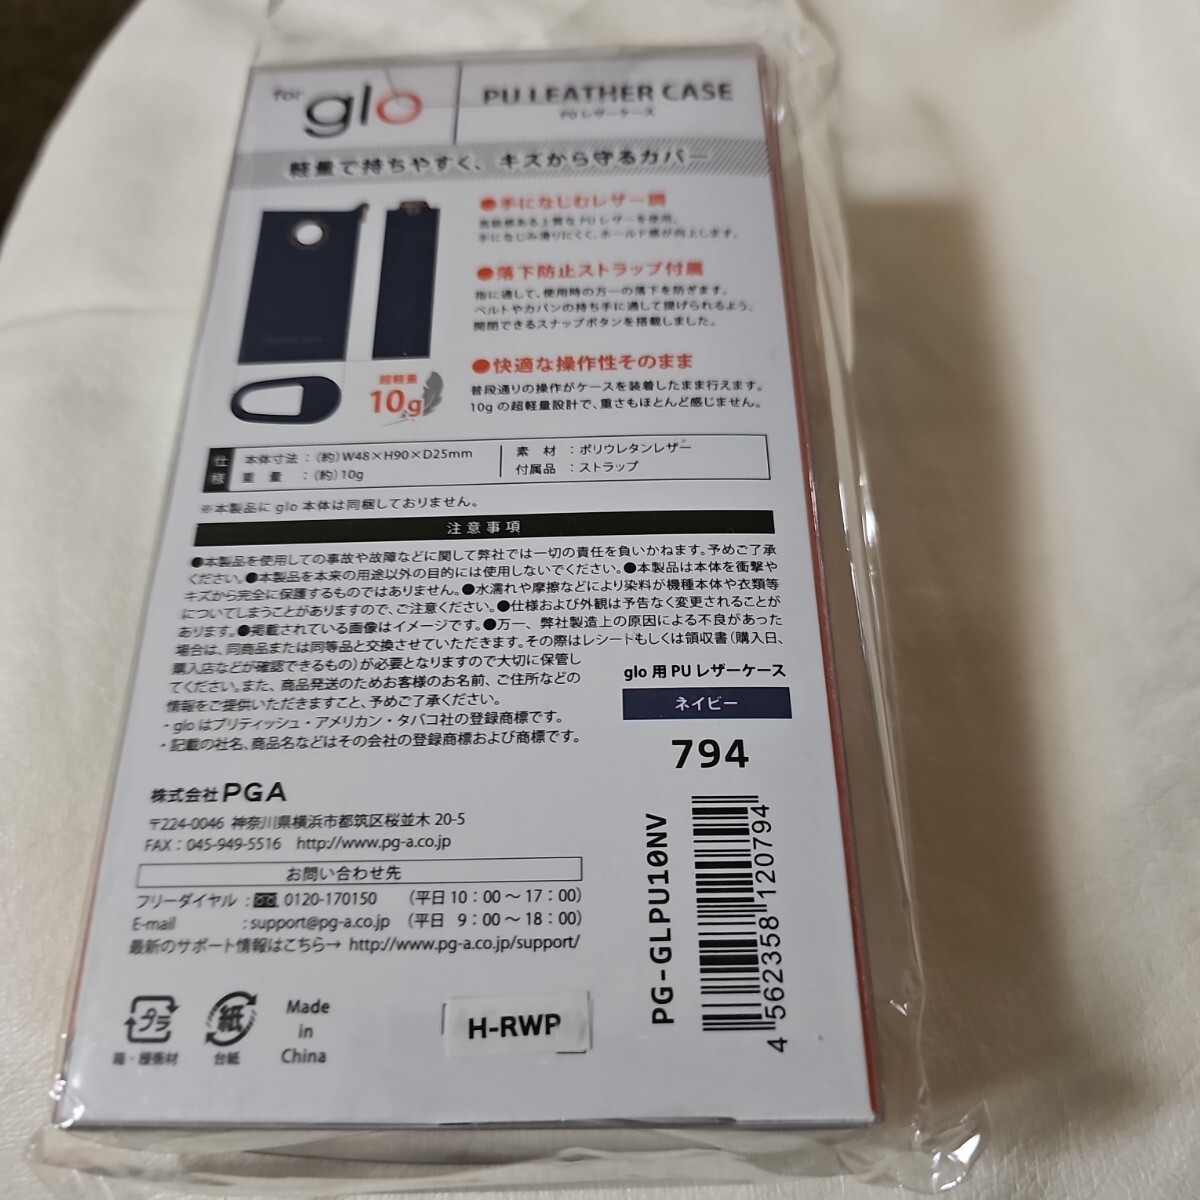 for glo
PU LEATHER CASE
PU レザーケース
軽量で持ちやすく、キズから守るカバー
●手になじむレザー調
高級感ある上質な PU レザーを使用。
手になじみ滑りにくく、ホールド感が向上します。
●落下防止ストラップ付属
指に通して、使用時の万一の落下を防ぎます。
ベルトやカバンの持ち手に通して提げられるよう、
開閉できるスナップボタンを搭載しました。
●快適な操作性そのまま
普段通りの操作がケースを装着したまま行えます。
10g の超軽量設計で、重さもほとんど感じません。
超軽量
10g
仕様
本体寸法：(約) W48×H90×D25mm
重量：(約) 10g
素材：ポリウレタンレザー
付属品：ストラップ
※本製品に glo 本体は同梱しておりません。
注意事項
●本製品を使用しての事故や故障などに関して弊社では一切の責任を負いかねます。予めご了承
ください。●本製品を本来の用途以外の目的には使用しないでください。●本製品は本体を衝撃や
キズから完全に保護するものではありません。●水濡れや摩擦などにより染料が機種本体や衣類等
についてしまうことがありますので、ご注意ください。●仕様および外観は予告なく変更されることが
あります。●掲載されている画像はイメージです。●万一、弊社製造上の原因による不良があった
場合は、同商品または同等品と交換させていただきます。その際はレシートもしくは領収書（購入日、
購入店などが確認できるもの）が必要となりますので大切に保管し
てください。また、商品発送のためお客様のお名前、ご住所などの
情報をご提供いただきますこと、予めご了承ください。
・glo はブリティッシュ・アメリカン・タバコ社の登録商標です。
・記載の社名、商品名などはその会社の登録商標および商標です。
glo 用 PU レザーケース
ネイビー
794
PG-GLPU10NV
4 562358 120794
株式会社 PGA
〒224-0046 神奈川県横浜市都筑区桜並木 20-5
FAX：045-949-5516 http://www.pg-a.co.jp
お問い合わせ先
フリーダイヤル：0120-170150 （平日 10：00 〜 17：00）
E-mail ：support@pg-a.co.jp （平日 9：00 〜 18：00）
最新のサポート情報はこちら→ http://www.pg-a.co.jp/support/
プラ
箱・緩衝材
紙
台紙
Made
in
China
H-RWP